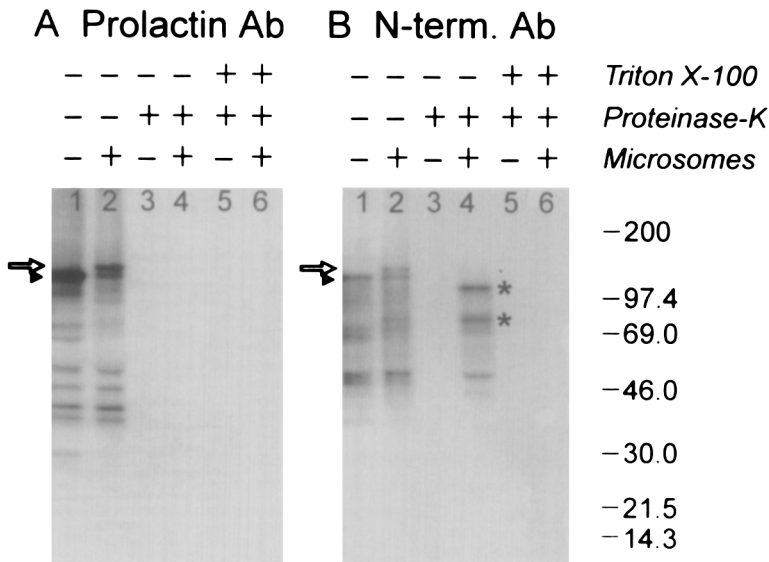 A Prolactin Ab B N-term. Ab
− − − − + + − − − − + + Triton X-100
− − + + + + − − + + + + Proteinase-K
− + − + − + − + − + − + Microsomes
1 2 3 4 5 6 1 2 3 4 5 6
−200
*
−97.4
*
−69.0
−46.0
−30.0
−21.5
−14.3